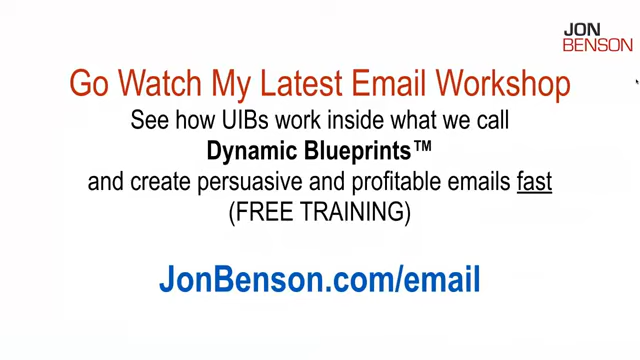 JON
BENSON
Go Watch My Latest Email Workshop
See how UIBs work inside what we call
Dynamic Blueprints™
and create persuasive and profitable emails fast
(FREE TRAINING)
JonBenson.com/email